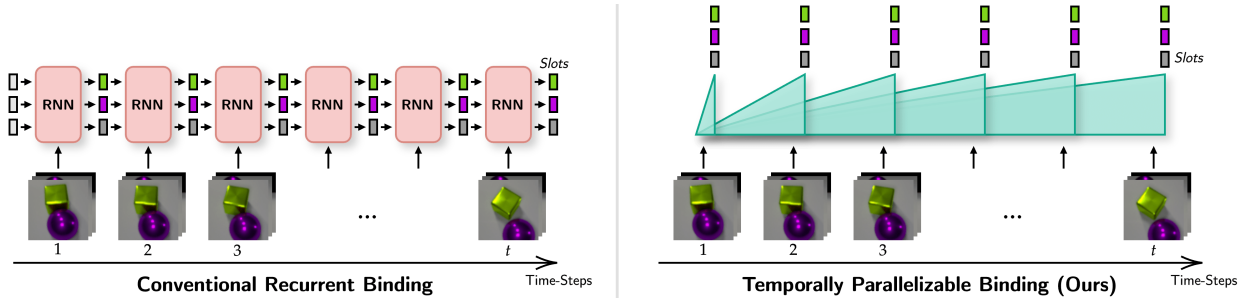 Slots
RNN RNN RNN RNN RNN RNN
...
1 2 3 t
Time-Steps
Conventional Recurrent Binding
Slots
...
1 2 3 t
Time-Steps
Temporally Parallelizable Binding (Ours)